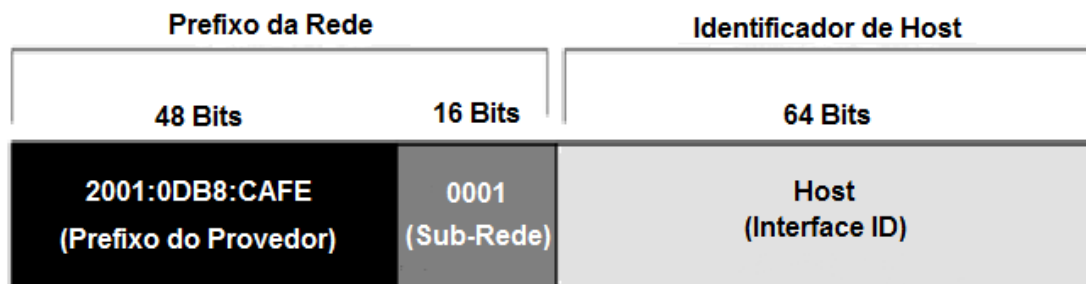 Prefixo da Rede
Identificador de Host
48 Bits
16 Bits
64 Bits
2001:0DB8:CAFE
(Prefixo do Provedor)
0001
(Sub-Rede)
Host
(Interface ID)